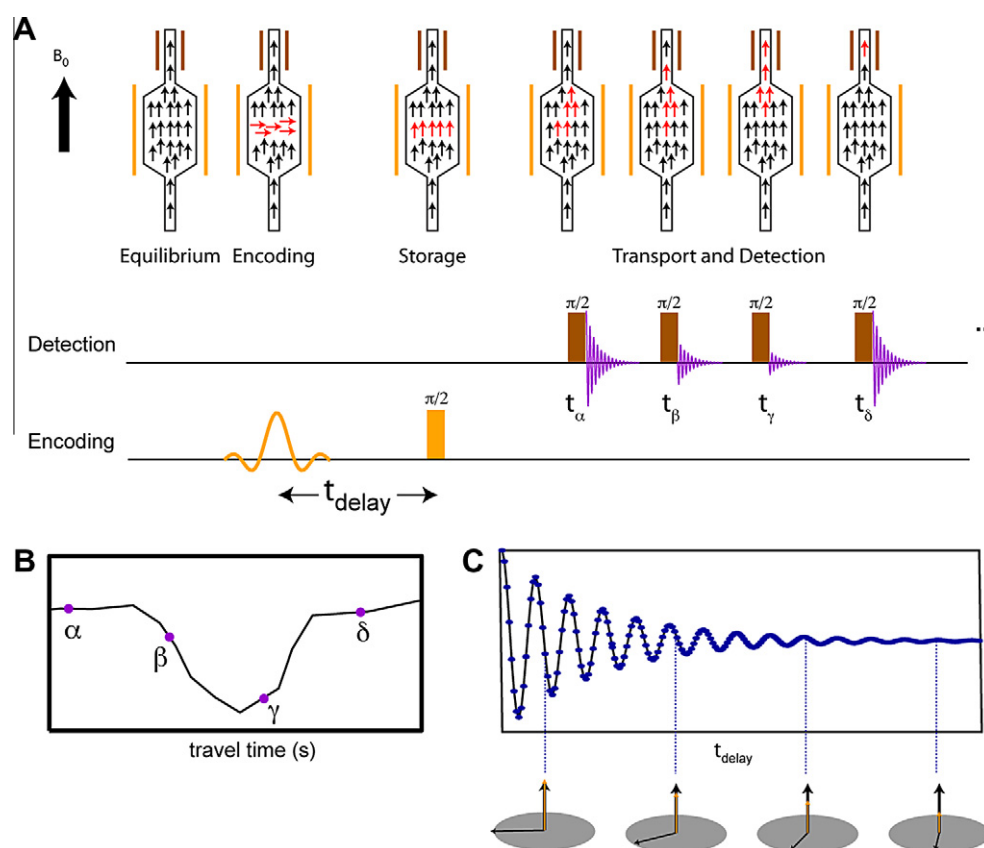 A
B₀
Equilibrium Encoding Storage Transport and Detection
π/2 π/2 π/2 π/2
Detection
..
tα tβ tγ tδ
π/2
Encoding
tdelay
B
α
β
γ
δ
travel time (s)
C
tdelay